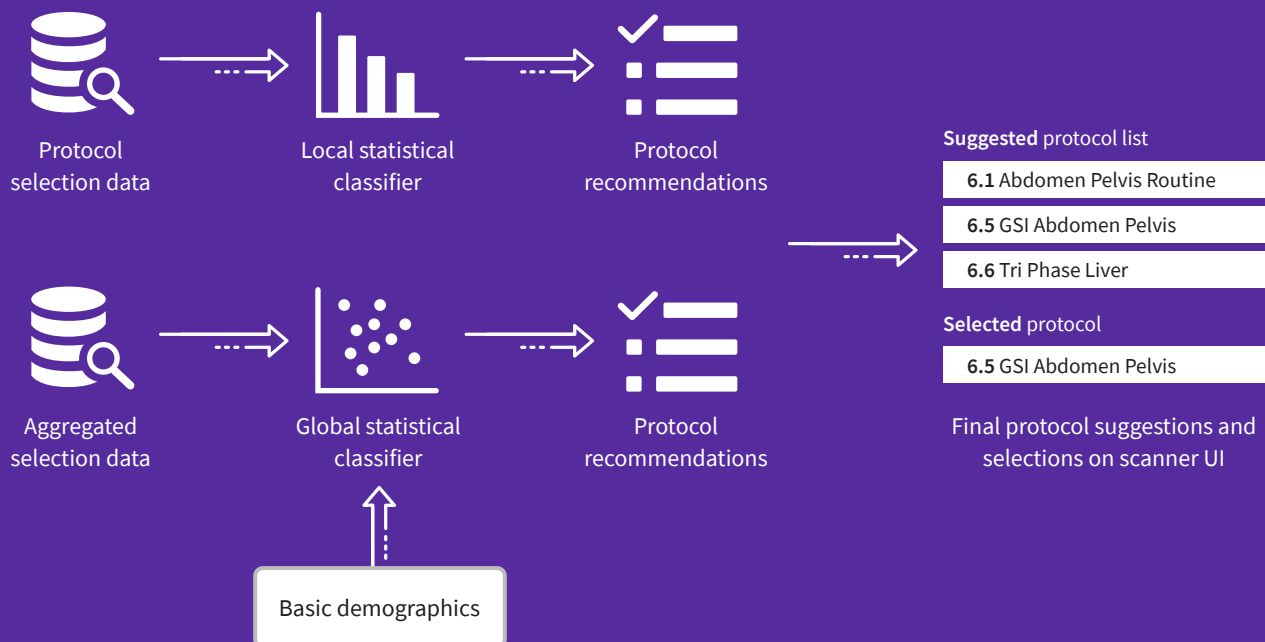 Protocol
selection data
Local statistical
classifier
Protocol
recommendations
Aggregated
selection data
Global statistical
classifier
Protocol
recommendations
Basic demographics
Suggested protocol list
6.1 Abdomen Pelvis Routine
6.5 GSI Abdomen Pelvis
6.6 Tri Phase Liver
Selected protocol
6.5 GSI Abdomen Pelvis
Final protocol suggestions and
selections on scanner UI